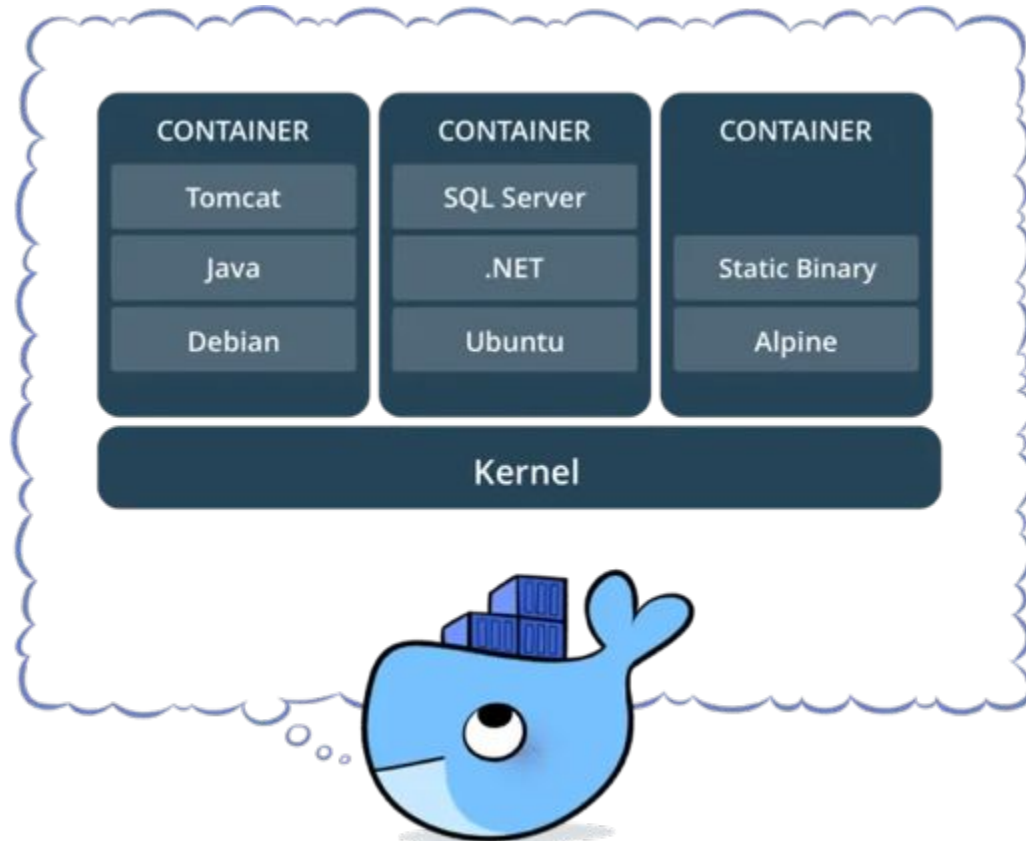 CONTAINER
Tomcat
Java
Debian
CONTAINER
SQL Server
.NET
Ubuntu
CONTAINER
Static Binary
Alpine
Kernel